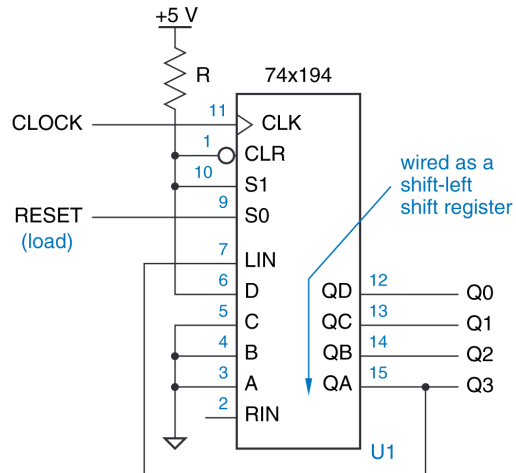 +5 V
R
74x194
CLOCK 11 CLK
1 CLR
10 S1
RESET 9 S0
(load)
7 LIN
6 D
5 C
4 B
3 A
2 RIN
wired as a
shift-left
shift register
QD 12 Q0
QC 13 Q1
QB 14 Q2
QA 15 Q3
U1